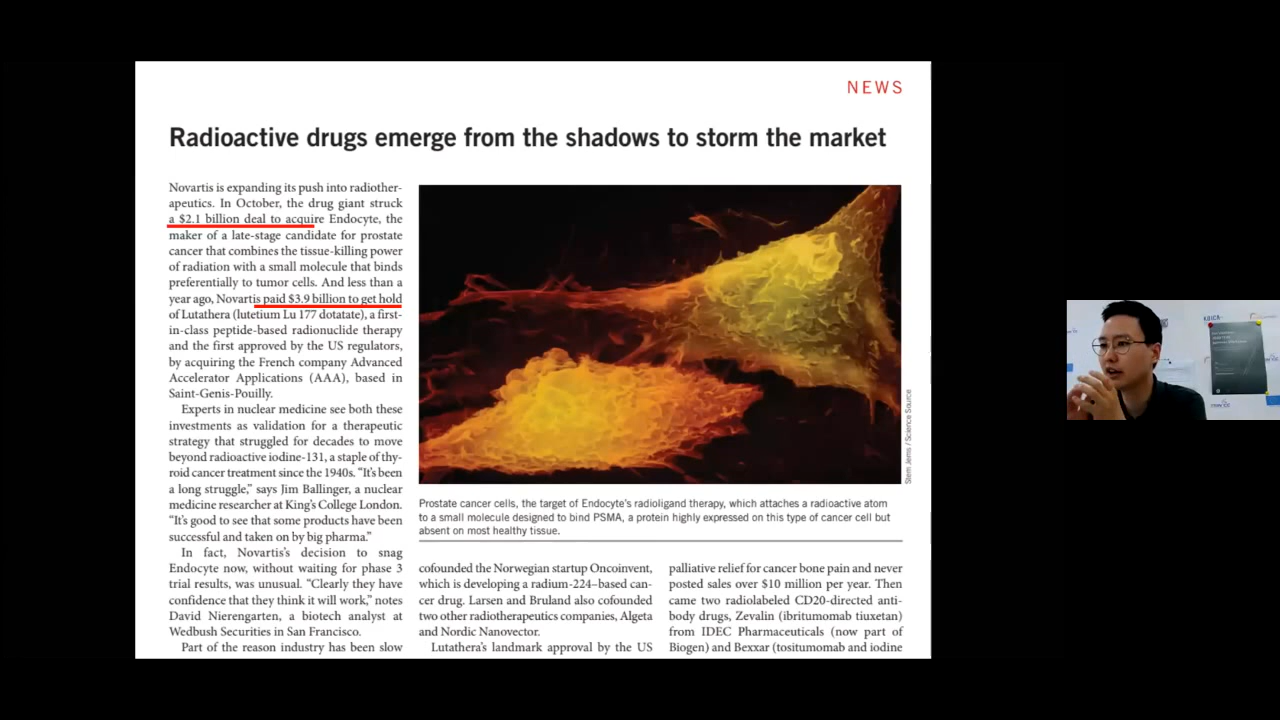 NEWS
Radioactive drugs emerge from the shadows to storm the market
Novartis is expanding its push into radiother-
apeutics. In October, the drug giant struck
a $2.1 billion deal to acquire Endocyte, the
maker of a late-stage candidate for prostate
cancer that combines the tissue-killing power
of radiation with a small molecule that binds
preferentially to tumor cells. And less than a
year ago, Novartis paid $3.9 billion to get hold
of Lutathera (lutetium Lu 177 dotatate), a first-
in-class peptide-based radionuclide therapy
and the first approved by the US regulators,
by acquiring the French company Advanced
Accelerator Applications (AAA), based in
Saint-Genis-Pouilly.
Experts in nuclear medicine see both these
investments as validation for a therapeutic
strategy that struggled for decades to move
beyond radioactive iodine-131, a staple of thy-
roid cancer treatment since the 1940s. “It’s been
a long struggle,” says Jim Ballinger, a nuclear
medicine researcher at King’s College London.
“It’s good to see that some products have been
successful and taken on by big pharma.”
In fact, Novartis’s decision to snag
Endocyte now, without waiting for phase 3
trial results, was unusual. “Clearly they have
confidence that they think it will work,” notes
David Nierengarten, a biotech analyst at
Wedbush Securities in San Francisco.
Part of the reason industry has been slow
Stem Jems / Science Source
Prostate cancer cells, the target of Endocyte’s radioligand therapy, which attaches a radioactive atom
to a small molecule designed to bind PSMA, a protein highly expressed on this type of cancer cell but
absent on most healthy tissue.
cofounded the Norwegian startup Oncoinvent,
which is developing a radium-224–based can-
cer drug. Larsen and Bruland also cofounded
two other radiotherapeutics companies, Algeta
and Nordic Nanovector.
Lutathera’s landmark approval by the US
palliative relief for cancer bone pain and never
posted sales over $10 million per year. Then
came two radiolabeled CD20-directed anti-
body drugs, Zevalin (ibritumomab tiuxetan)
from IDEC Pharmaceuticals (now part of
Biogen) and Bexxar (tositumomab and iodine